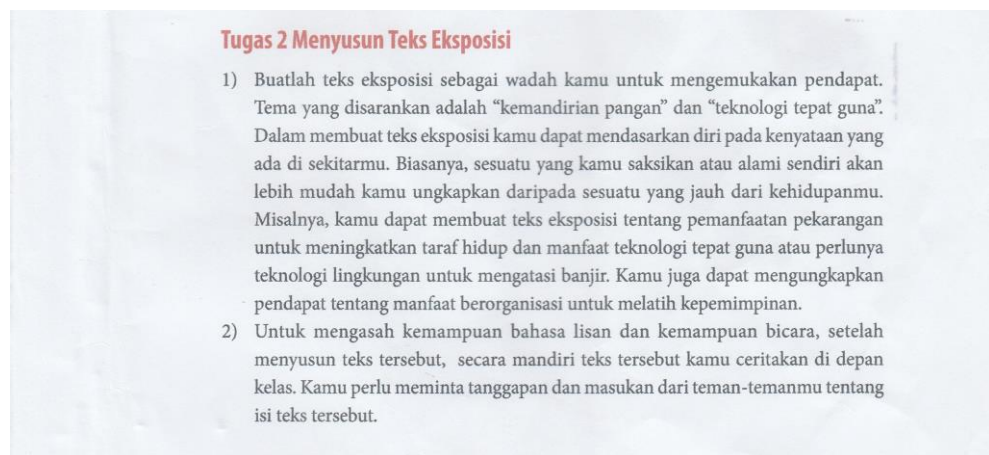 Tugas 2 Menyusun Teks Eksposisi
1) Buatlah teks eksposisi sebagai wadah kamu untuk mengemukakan pendapat.
Tema yang disarankan adalah “kemandirian pangan” dan “teknologi tepat guna”.
Dalam membuat teks eksposisi kamu dapat mendasarkan diri pada kenyataan yang
ada di sekitarmu. Biasanya, sesuatu yang kamu saksikan atau alami sendiri akan
lebih mudah kamu ungkapkan daripada sesuatu yang jauh dari kehidupanmu.
Misalnya, kamu dapat membuat teks eksposisi tentang pemanfaatan pekarangan
untuk meningkatkan taraf hidup dan manfaat teknologi tepat guna atau perlunya
teknologi lingkungan untuk mengatasi banjir. Kamu juga dapat mengungkapkan
pendapat tentang manfaat berorganisasi untuk melatih kepemimpinan.
2) Untuk mengasah kemampuan bahasa lisan dan kemampuan bicara, setelah
menyusun teks tersebut, secara mandiri teks tersebut kamu ceritakan di depan
kelas. Kamu perlu meminta tanggapan dan masukan dari teman-temanmu tentang
isi teks tersebut.